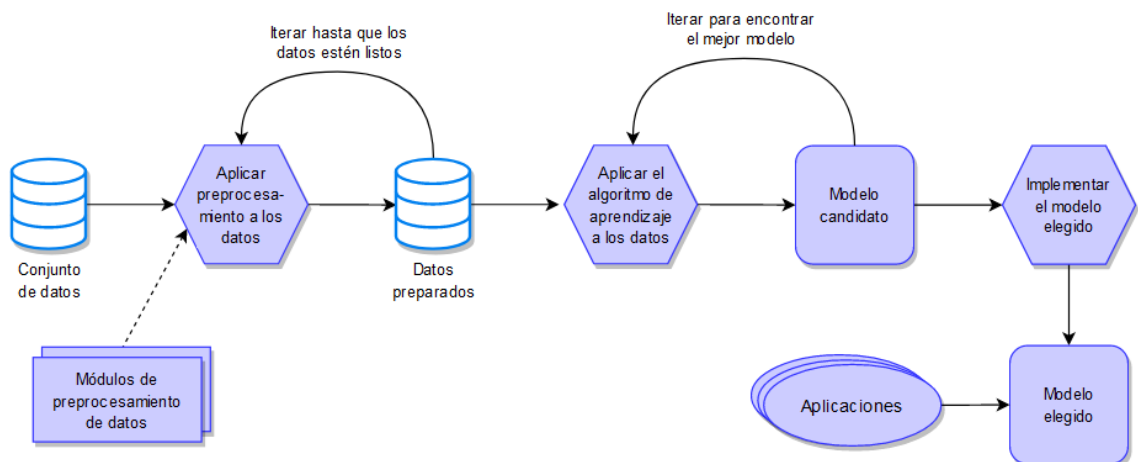 Iterar hasta que los
datos estén listos
Iterar para encontrar
el mejor modelo
Aplicar
preprocesa-
miento a los
datos
Aplicar el
algoritmo de
aprendizaje
a los datos
Modelo
candidato
Implementar
el modelo
elegido
Conjunto
de datos
Datos
preparados
Módulos de
preprocesamiento
de datos
Aplicaciones
Modelo
elegido